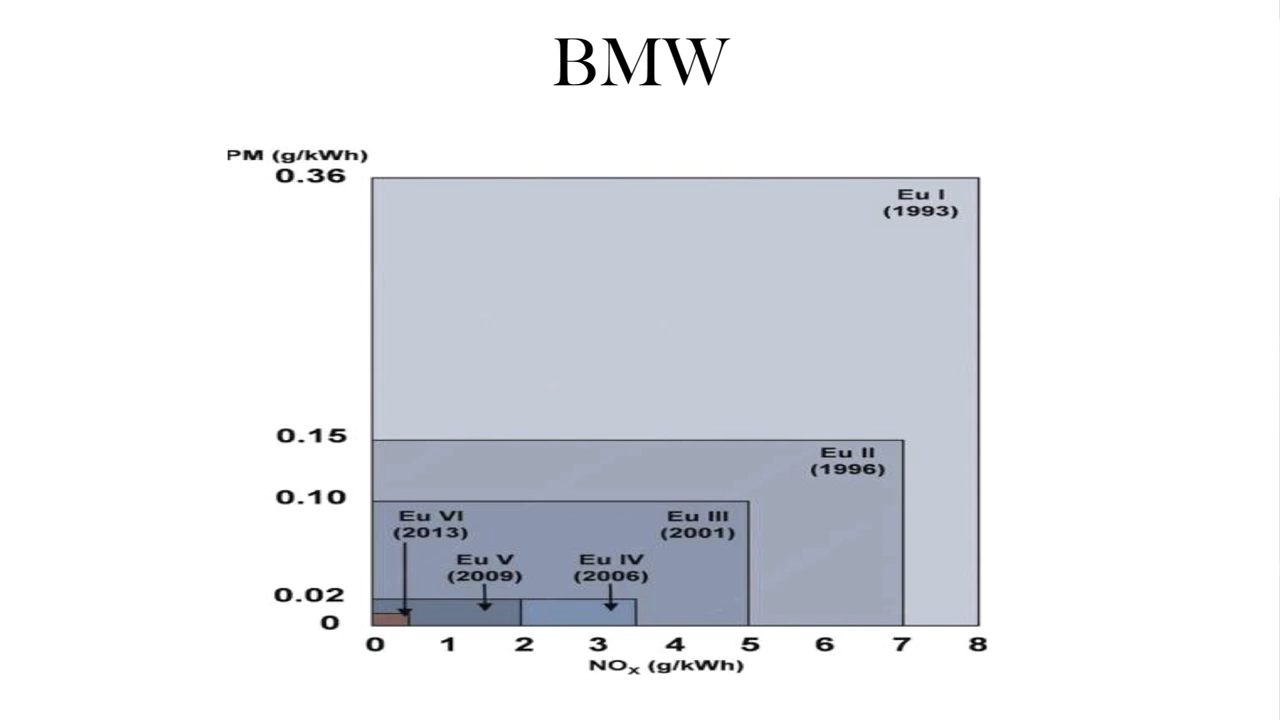 BMW
PM (g/kWh)
0.36
Eu I
(1993)
0.15
Eu II
(1996)
0.10
Eu VI
(2013)
Eu III
(2001)
Eu V
(2009)
Eu IV
(2006)
0.02
0
0 1 2 3 4 5 6 7 8
NOx (g/kWh)